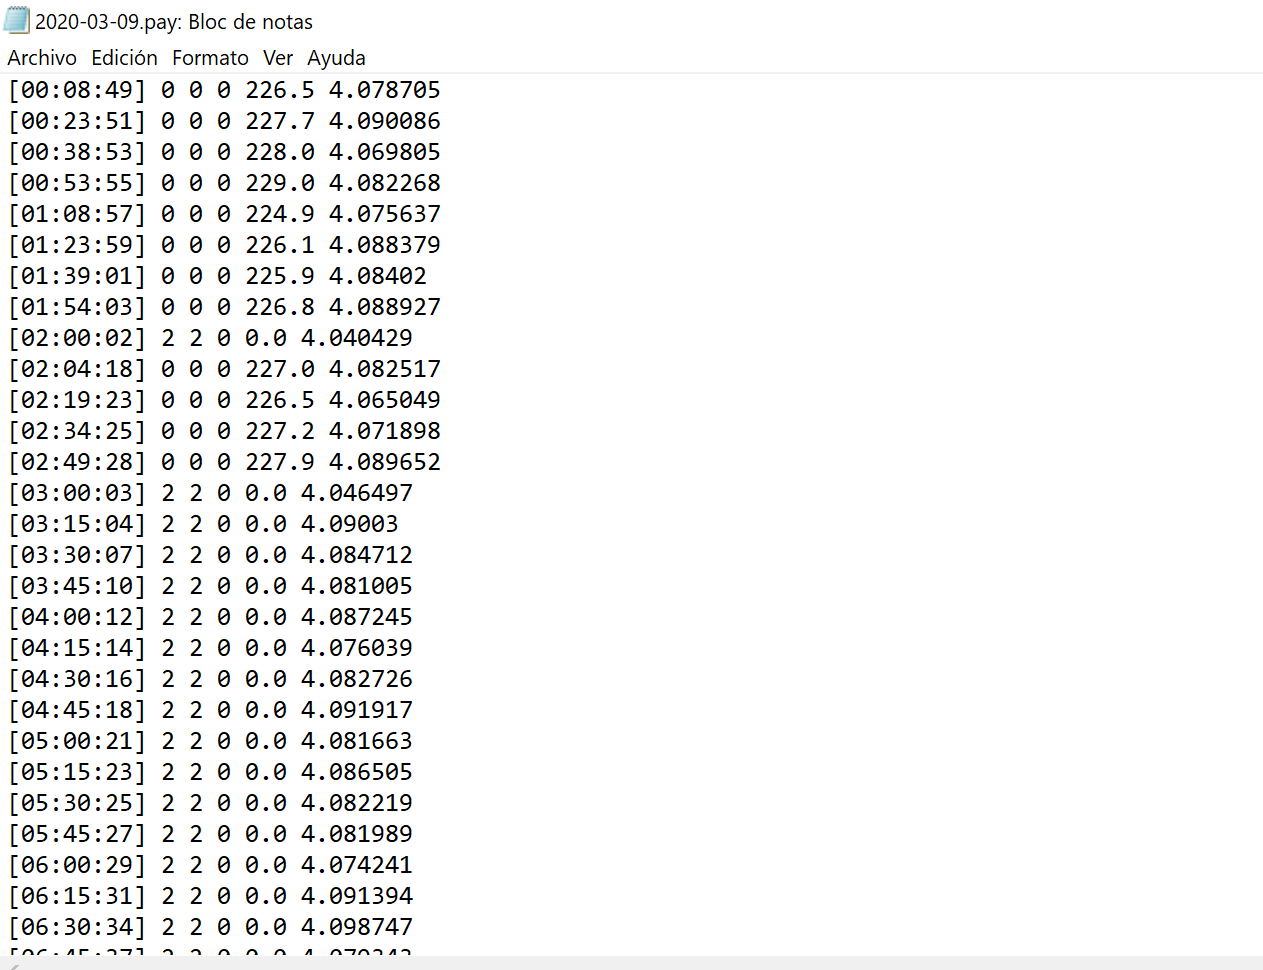 2020-03-09.pay: Bloc de notas
Archivo Edición Formato Ver Ayuda
[00:08:49] 0 0 0 226.5 4.078705
[00:23:51] 0 0 0 227.7 4.090086
[00:38:53] 0 0 0 228.0 4.069805
[00:53:55] 0 0 0 229.0 4.082268
[01:08:57] 0 0 0 224.9 4.075637
[01:23:59] 0 0 0 226.1 4.088379
[01:39:01] 0 0 0 225.9 4.08402
[01:54:03] 0 0 0 226.8 4.088927
[02:00:02] 2 2 0 0.0 4.040429
[02:04:18] 0 0 0 227.0 4.082517
[02:19:23] 0 0 0 226.5 4.065049
[02:34:25] 0 0 0 227.2 4.071898
[02:49:28] 0 0 0 227.9 4.089652
[03:00:03] 2 2 0 0.0 4.046497
[03:15:04] 2 2 0 0.0 4.09003
[03:30:07] 2 2 0 0.0 4.084712
[03:45:10] 2 2 0 0.0 4.081005
[04:00:12] 2 2 0 0.0 4.087245
[04:15:14] 2 2 0 0.0 4.076039
[04:30:16] 2 2 0 0.0 4.082726
[04:45:18] 2 2 0 0.0 4.091917
[05:00:21] 2 2 0 0.0 4.081663
[05:15:23] 2 2 0 0.0 4.086505
[05:30:25] 2 2 0 0.0 4.082219
[05:45:27] 2 2 0 0.0 4.081989
[06:00:29] 2 2 0 0.0 4.074241
[06:15:31] 2 2 0 0.0 4.091394
[06:30:34] 2 2 0 0.0 4.098747